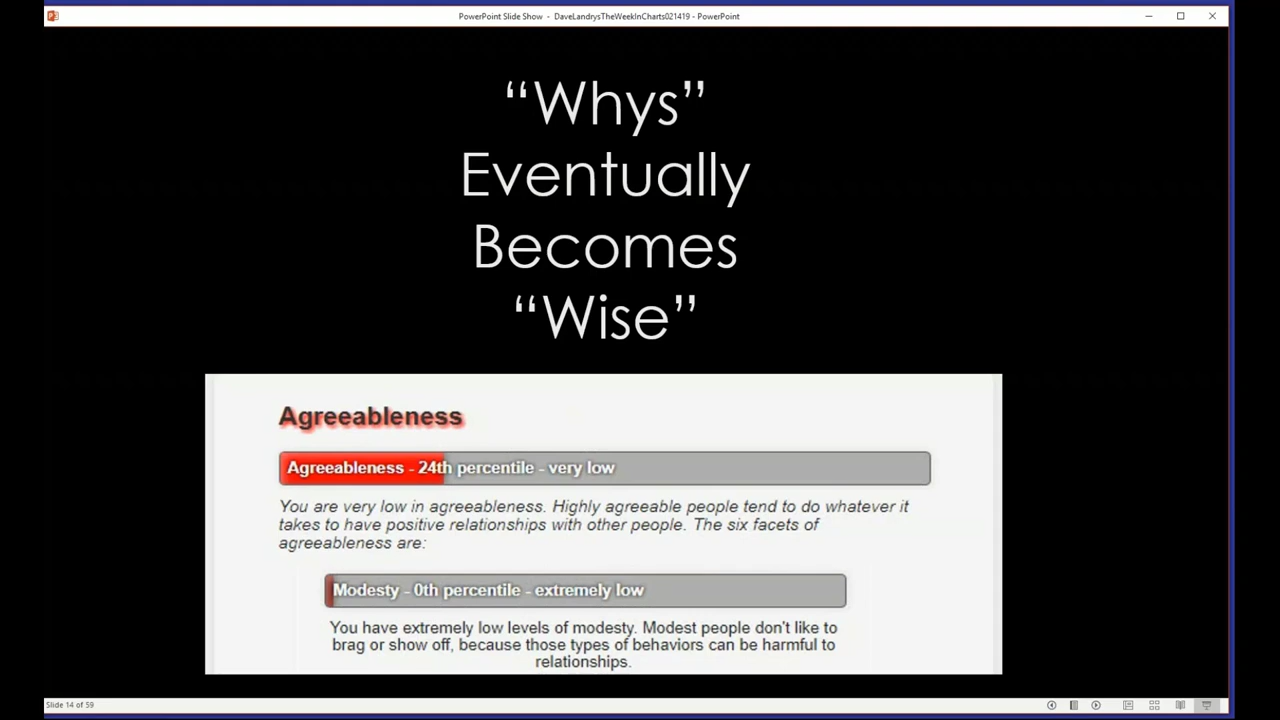 PowerPoint Slide Show - DaveLandrysTheWeekInCharts021419 - PowerPoint
“Whys”
Eventually
Becomes
“Wise”
Agreeableness
Agreeableness - 24th percentile - very low
You are very low in agreeableness. Highly agreeable people tend to do whatever it
takes to have positive relationships with other people. The six facets of
agreeableness are:
Modesty - 0th percentile - extremely low
You have extremely low levels of modesty. Modest people don't like to
brag or show off, because those types of behaviors can be harmful to
relationships.
Slide 14 of 59